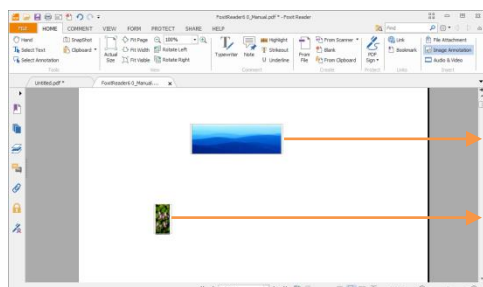 FoxitReader6.0_Manual.pdf * - Foxit Reader
FILE HOME COMMENT VIEW FORM PROTECT SHARE HELP Find
Hand SnapShot Actual Size Fit Page 100% Typewriter Note Highlight From File From Scanner PDF Sign Link File Attachment
Select Text Clipboard Fit Width Rotate Left Strikeout Blank Bookmark Image Annotation
Select Annotation Fit Visible Rotate Right Underline From Clipboard Audio & Video
Tools View Comment Create Protect Links Insert
Untitled.pdf * FoxitReader6.0_Manual.... x